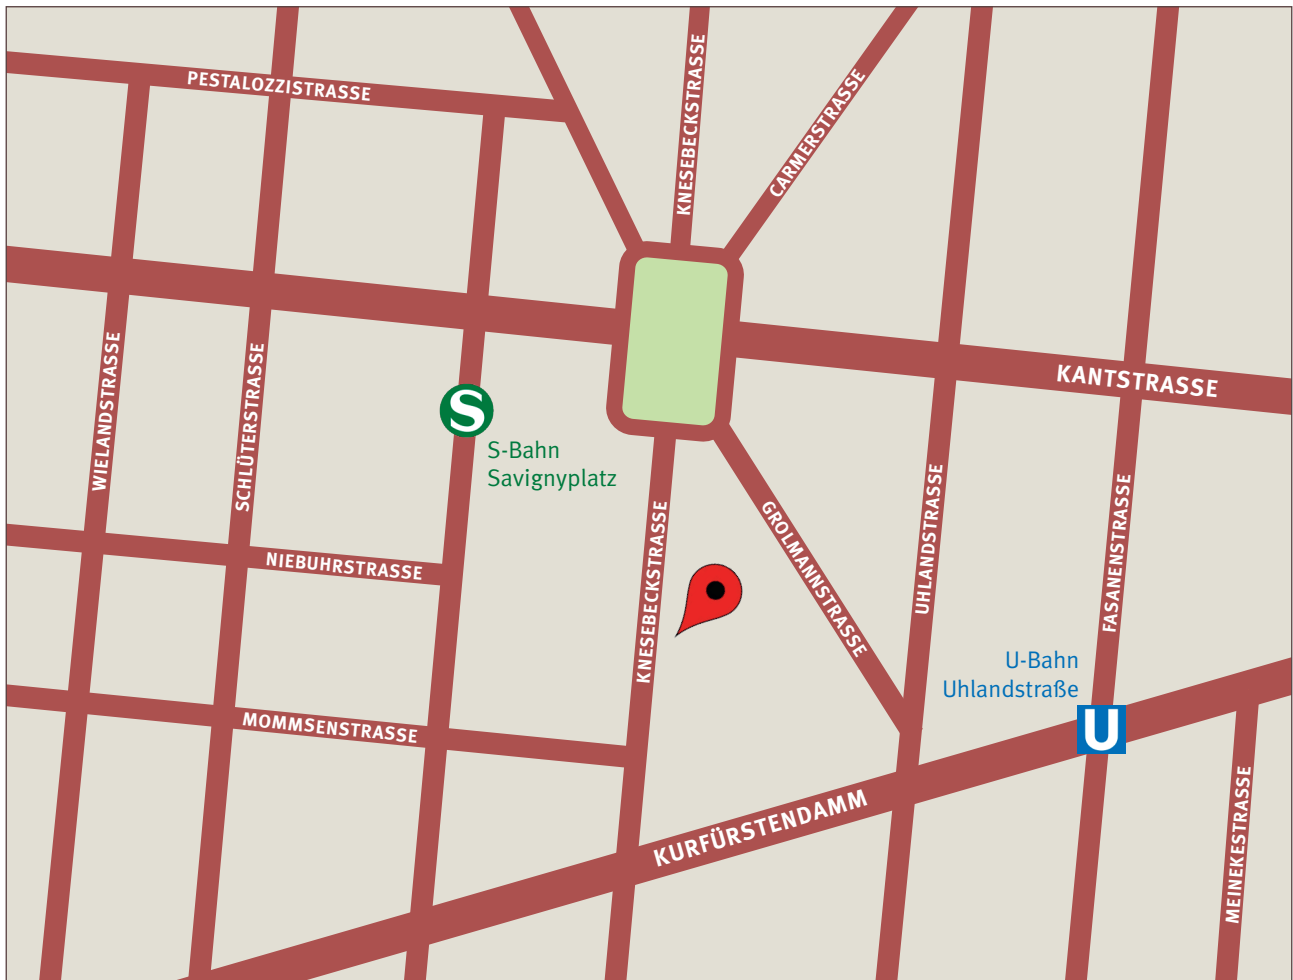 PESTALOZZISTRASSE
KNESEBECKSTRASSE
CARMERSTRASSE
KANTSTRASSE
WIELANDSTRASSE
SCHLÜTERSTRASSE
S
S-Bahn
Savignyplatz
NIEBUHRSTRASSE
KNESEBECKSTRASSE
GROLMANNSTRASSE
UHLANDSTRASSE
FASANENSTRASSE
U-Bahn
Uhlandstraße
U
MOMMSENSTRASSE
KURFÜRSTENDAMM
MEINEKESTRASSE